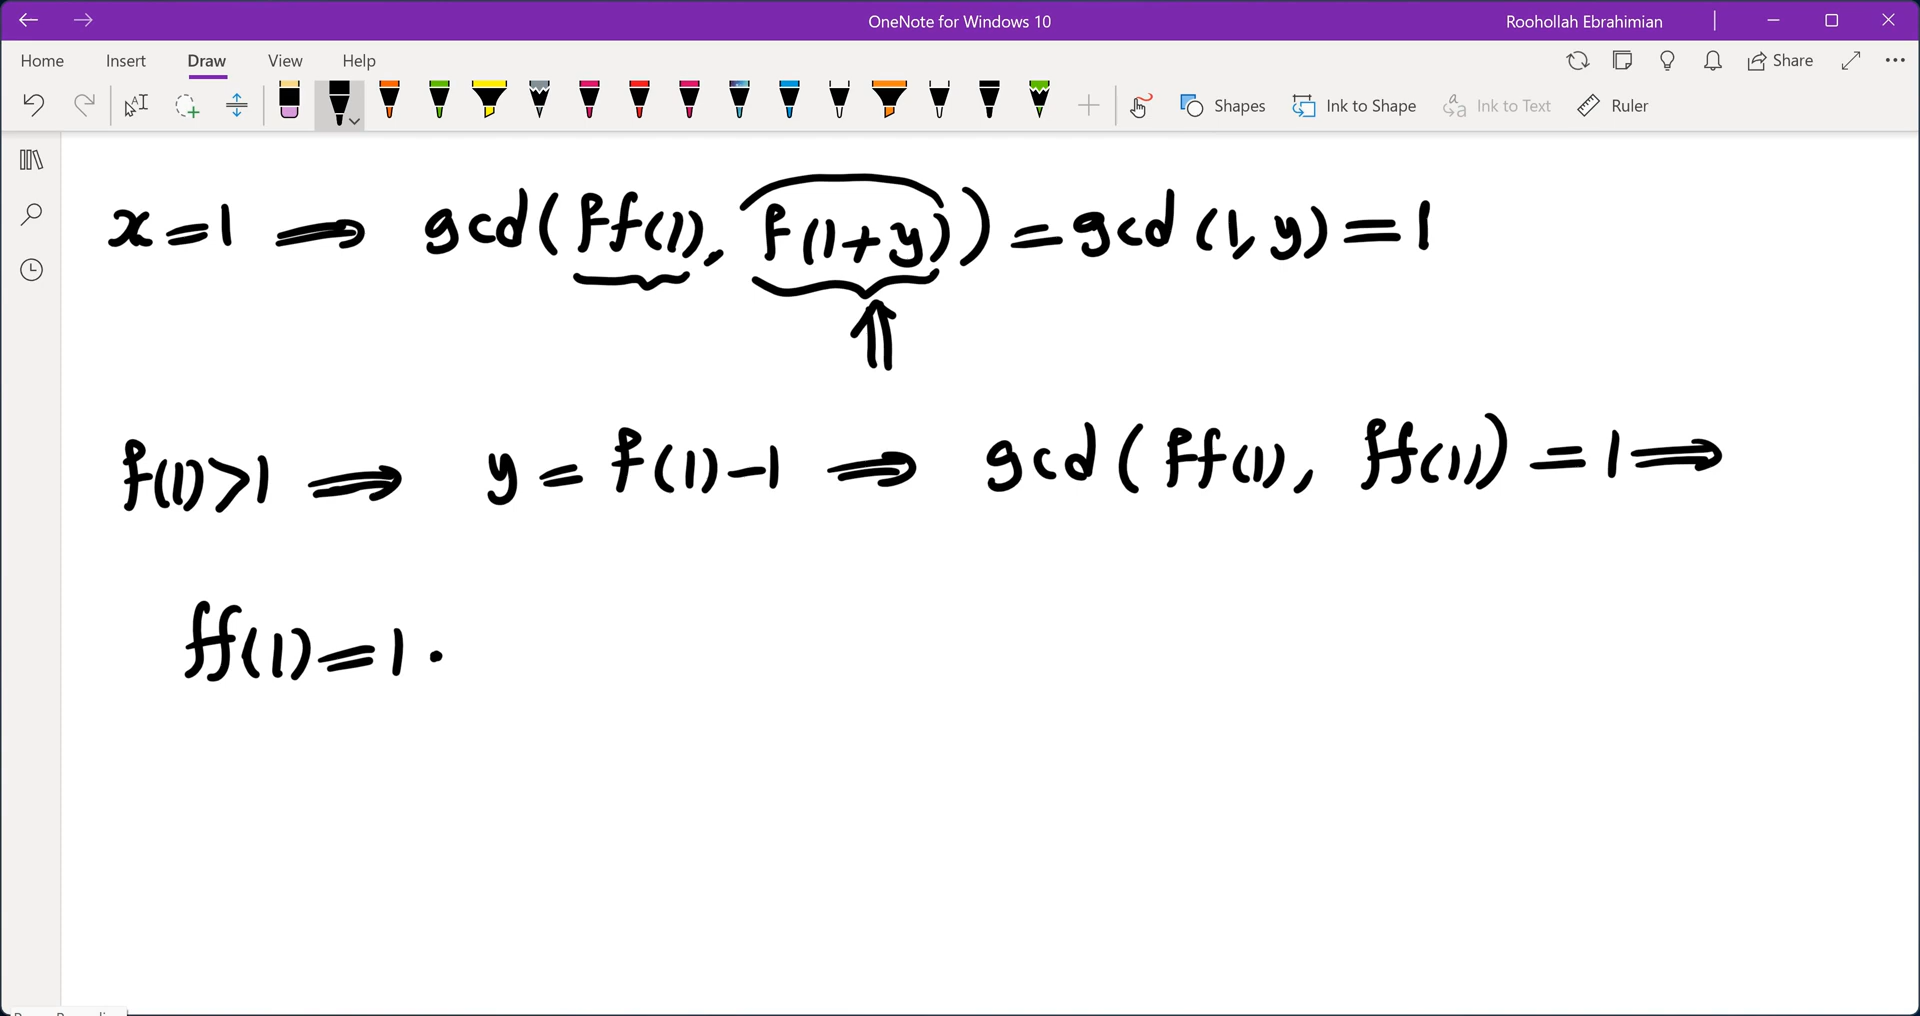 OneNote for Windows 10
Roohollah Ebrahimian
Home Insert Draw View Help
Share
Shapes Ink to Shape Ink to Text Ruler
x=1 ⟹ gcd(ff(1), f(1+y)) = gcd(1, y) = 1
f(1)>1 ⟹ y = f(1)-1 ⟹ gcd(ff(1), ff(1)) = 1 ⟹
ff(1)=1 .